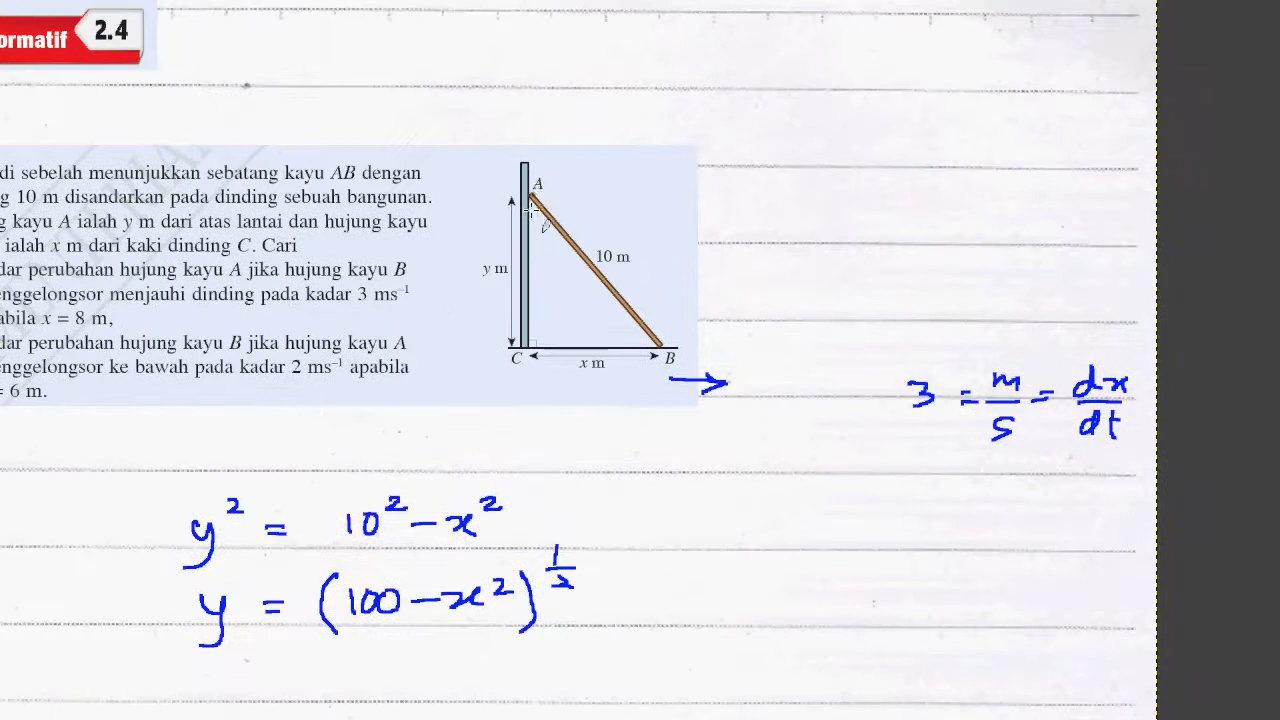 ormatif 2.4
di sebelah menunjukkan sebatang kayu AB dengan
g 10 m disandarkan pada dinding sebuah bangunan.
g kayu A ialah y m dari atas lantai dan hujung kayu
ialah x m dari kaki dinding C. Cari
dar perubahan hujung kayu A jika hujung kayu B
enggelongsor menjauhi dinding pada kadar 3 ms⁻¹
abila x = 8 m,
dar perubahan hujung kayu B jika hujung kayu A
enggelongsor ke bawah pada kadar 2 ms⁻¹ apabila
= 6 m.
A
10 m
y m
C
x m
B
3 = m/s = dx/dt
y² = 10² – x²
y = (100 – x²)^1/2